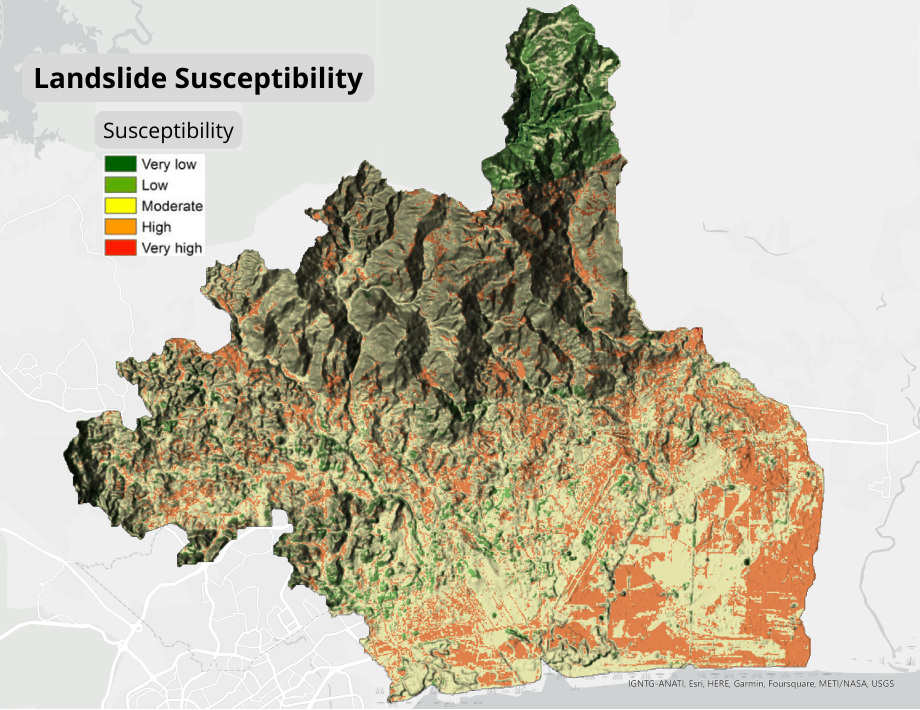 Landslide Susceptibility
Susceptibility
Very low
Low
Moderate
High
Very high
IGNTG-ANATI, Esri, HERE, Garmin, Foursquare, METI/NASA, USGS